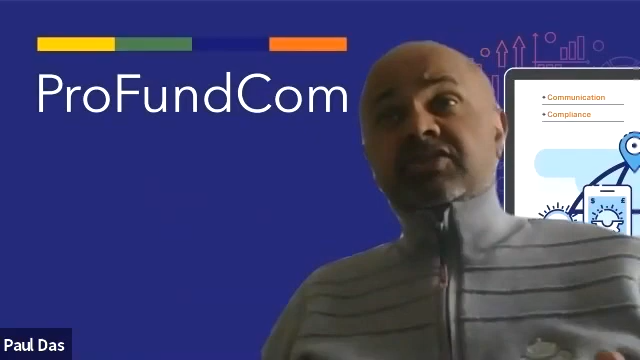 ProFundCom
• Communication
• Compliance
$ £
Paul Das